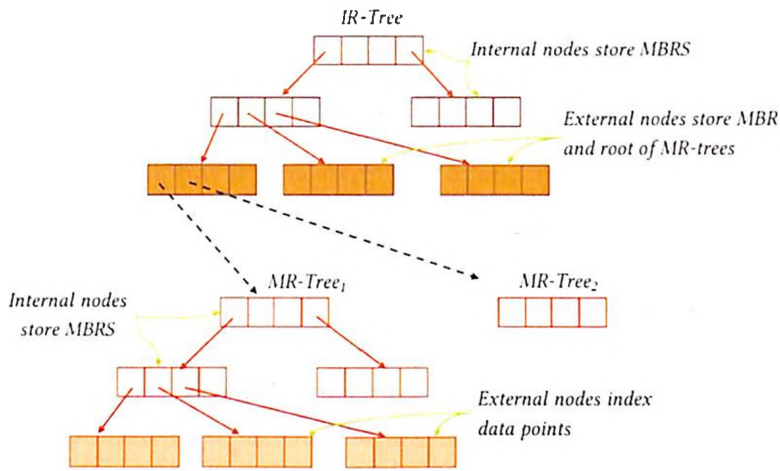 IR-Tree
Internal nodes store MBRS
External nodes store MBR
and root of MR-trees
MR-Tree1
MR-Tree2
Internal nodes
store MBRS
External nodes index
data points